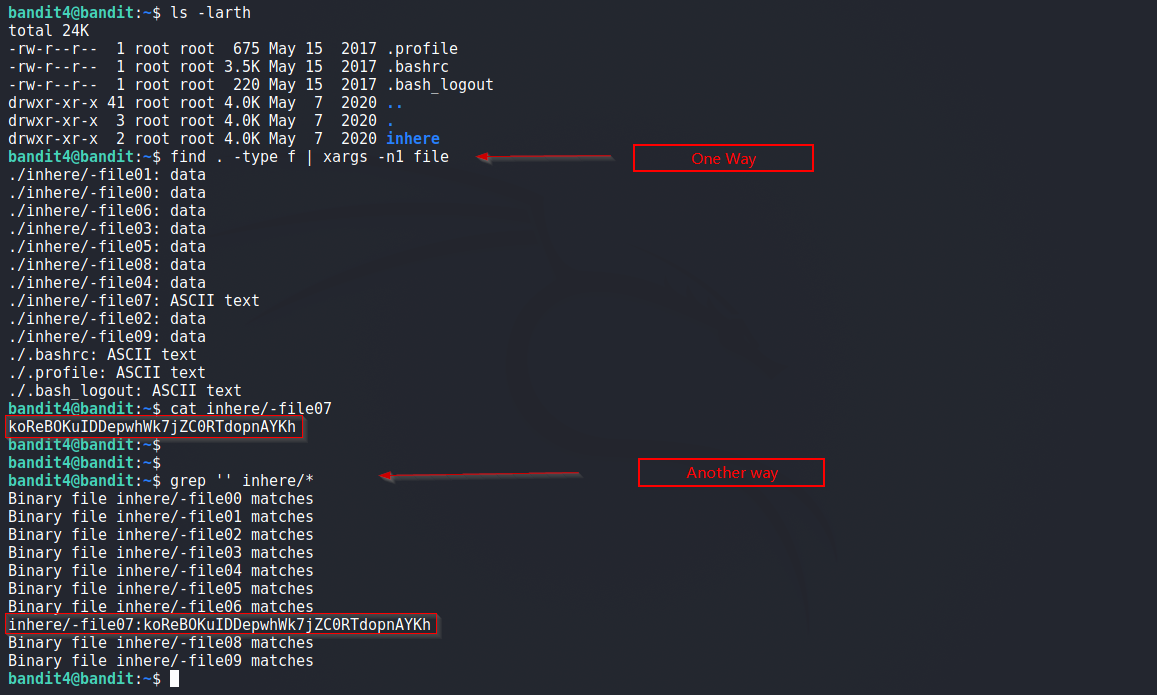 bandit4@bandit:~$ ls -larth
total 24K
-rw-r--r--  1 root root  675 May 15  2017 .profile
-rw-r--r--  1 root root 3.5K May 15  2017 .bashrc
-rw-r--r--  1 root root  220 May 15  2017 .bash_logout
drwxr-xr-x 41 root root 4.0K May  7  2020 ..
drwxr-xr-x  3 root root 4.0K May  7  2020 .
drwxr-xr-x  2 root root 4.0K May  7  2020 inhere
bandit4@bandit:~$ find . -type f | xargs -n1 file
One Way
./inhere/-file01: data
./inhere/-file00: data
./inhere/-file06: data
./inhere/-file03: data
./inhere/-file05: data
./inhere/-file08: data
./inhere/-file04: data
./inhere/-file07: ASCII text
./inhere/-file02: data
./inhere/-file09: data
./.bashrc: ASCII text
./.profile: ASCII text
./.bash_logout: ASCII text
bandit4@bandit:~$ cat inhere/-file07
koReBOKuIDDepwhWk7jZC0RTdopnAYKh
bandit4@bandit:~$
bandit4@bandit:~$
bandit4@bandit:~$ grep '' inhere/*
Another way
Binary file inhere/-file00 matches
Binary file inhere/-file01 matches
Binary file inhere/-file02 matches
Binary file inhere/-file03 matches
Binary file inhere/-file04 matches
Binary file inhere/-file05 matches
Binary file inhere/-file06 matches
inhere/-file07:koReBOKuIDDepwhWk7jZC0RTdopnAYKh
Binary file inhere/-file08 matches
Binary file inhere/-file09 matches
bandit4@bandit:~$